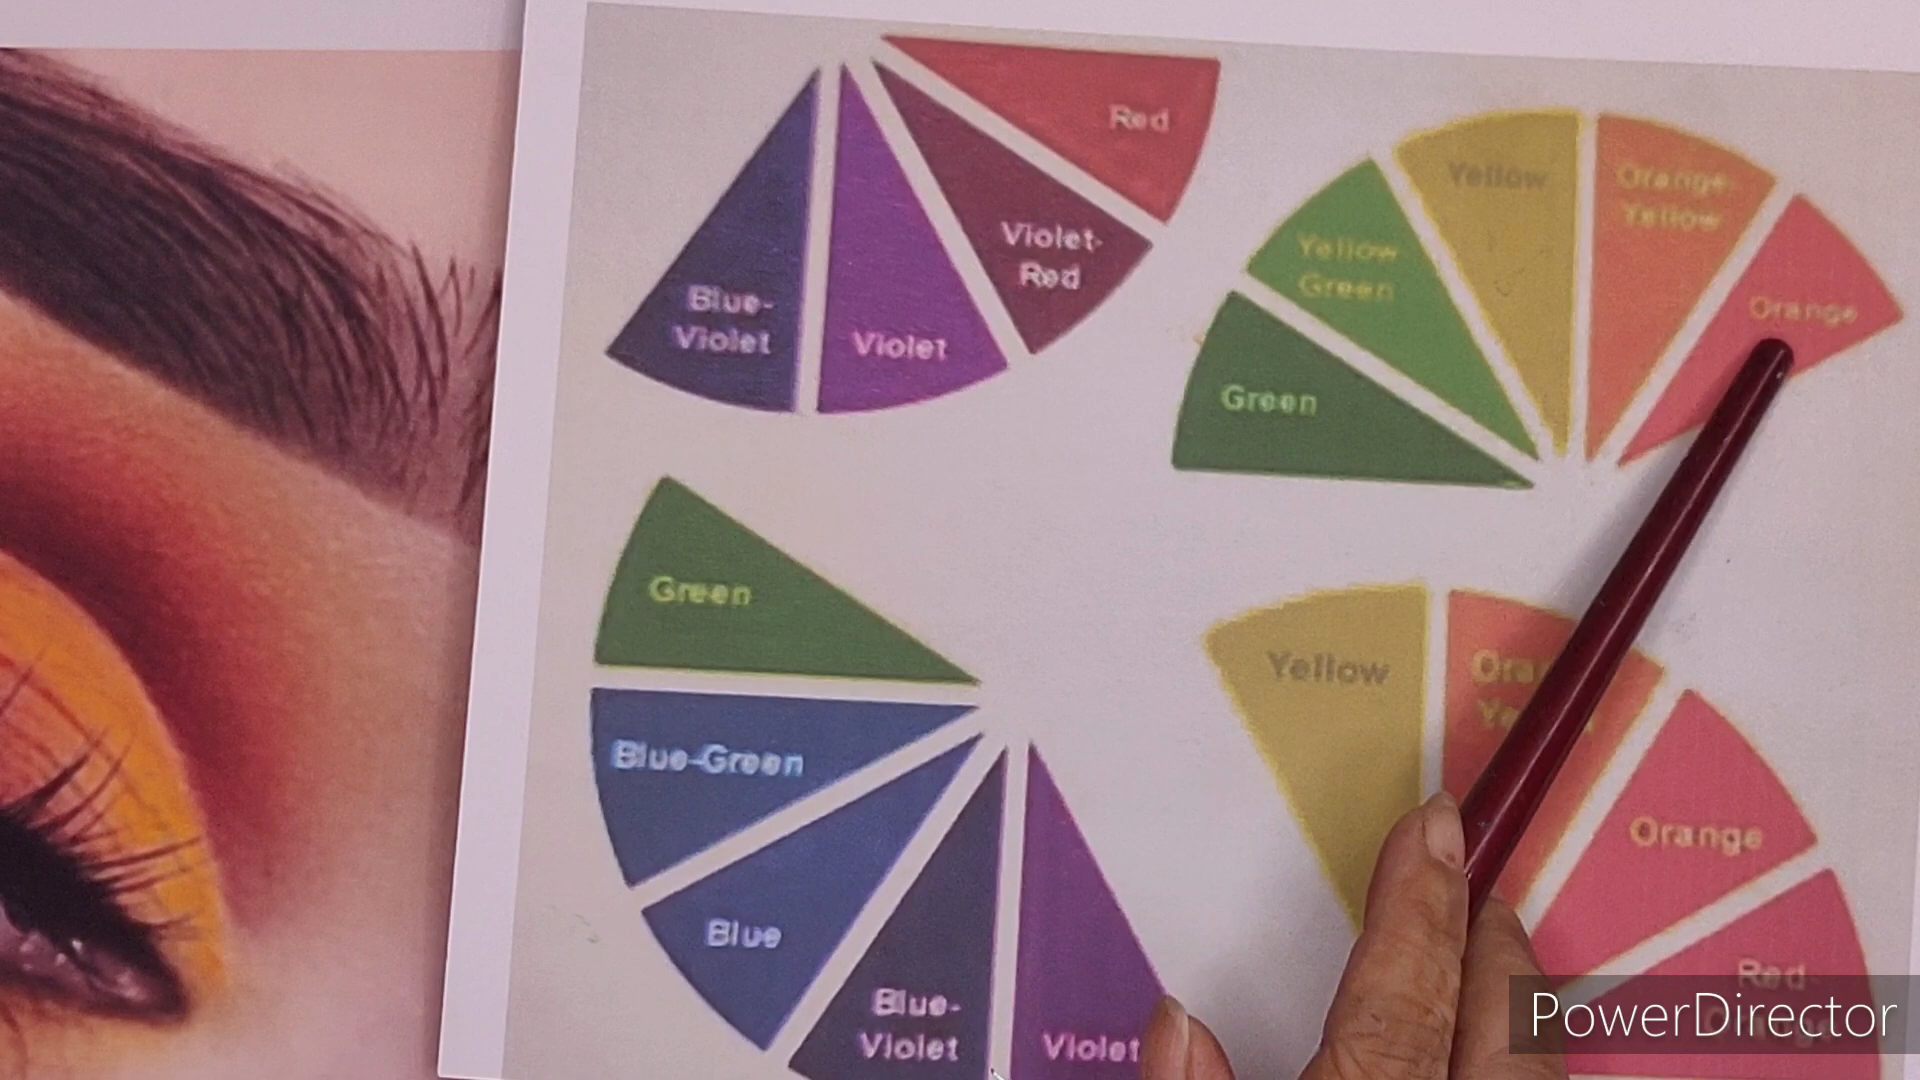 Red
Violet-
Red
Blue-
Violet
Violet
Yellow
Orange-
Yellow
Yellow
Green
Orange
Green
Green
Blue-Green
Blue
Blue-
Violet
Violet
Yellow
Orange
Red-
PowerDirector